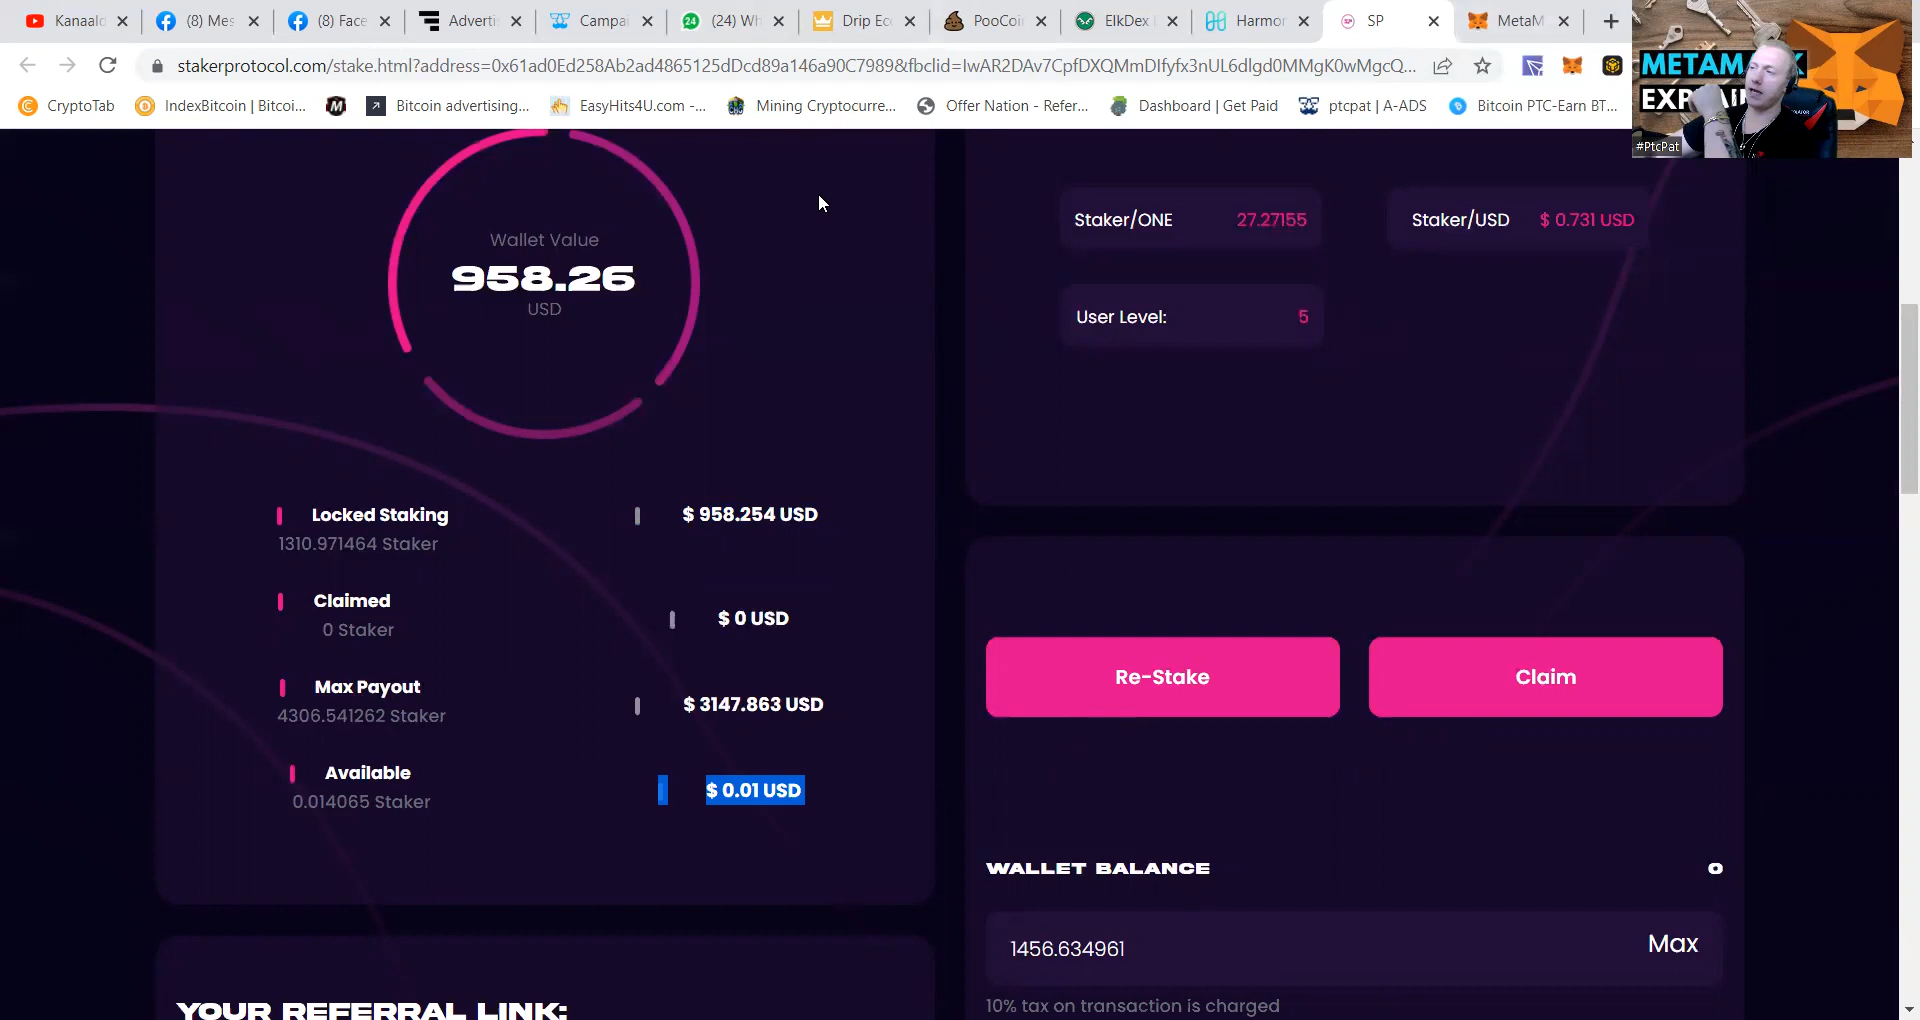 Kanaal
(8) Mes
(8) Face
Adverti
Campa
24
(24) Wh
Drip Ec
PooCoi
ElkDex
Harmor
SP
MetaM
stakerprotocol.com/stake.html?address=0x61ad0Ed258Ab2ad4865125dDcd89a146a90C7989&fbclid=IwAR2DAv7CpfDXQMmDIfyfx3nUL6dlgd0MMgK0wMgcQ...
CryptoTab
IndexBitcoin | Bitcoi...
Bitcoin advertising...
EasyHits4U.com -...
Mining Cryptocurre...
Offer Nation - Refer...
Dashboard | Get Paid
ptcpat | A-ADS
Bitcoin PTC-Earn BT...
#PtcPat
Wallet Value
958.26
USD
Staker/ONE 27.27155
Staker/USD $ 0.731 USD
User Level: 5
Locked Staking $ 958.254 USD
1310.971464 Staker
Claimed $ 0 USD
0 Staker
Max Payout $ 3147.863 USD
4306.541262 Staker
Available $ 0.01 USD
0.014065 Staker
Re-Stake
Claim
WALLET BALANCE 0
1456.634961 Max
10% tax on transaction is charged
YOUR REFERRAL LINK: